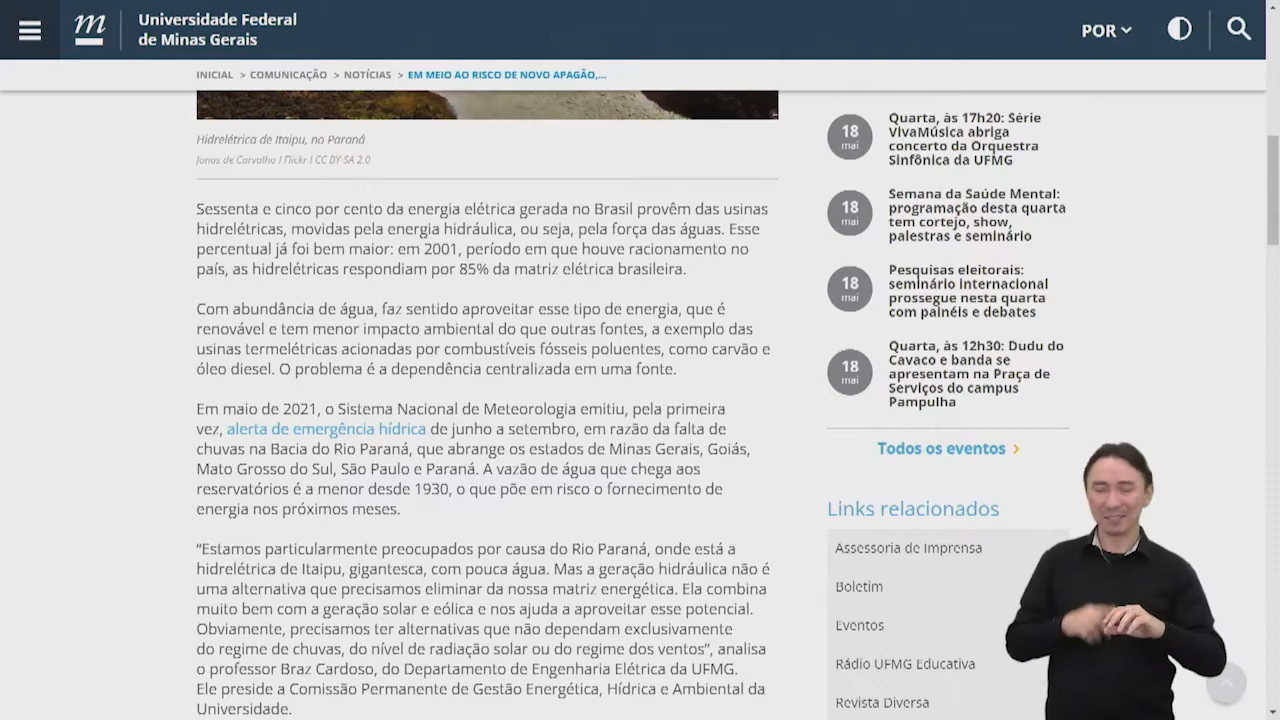 Universidade Federal
de Minas Gerais
POR
INICIAL > COMUNICAÇÃO > NOTÍCIAS > EM MEIO AO RISCO DE NOVO APAGÃO,...
Hidrelétrica de Itaipu, no Paraná
Jonas de Carvalho I Flickr I CC BY-SA 2.0
Sessenta e cinco por cento da energia elétrica gerada no Brasil provêm das usinas
hidrelétricas, movidas pela energia hidráulica, ou seja, pela força das águas. Esse
percentual já foi bem maior: em 2001, período em que houve racionamento no
país, as hidrelétricas respondiam por 85% da matriz elétrica brasileira.
Com abundância de água, faz sentido aproveitar esse tipo de energia, que é
renovável e tem menor impacto ambiental do que outras fontes, a exemplo das
usinas termelétricas acionadas por combustíveis fósseis poluentes, como carvão e
óleo diesel. O problema é a dependência centralizada em uma fonte.
Em maio de 2021, o Sistema Nacional de Meteorologia emitiu, pela primeira
vez, alerta de emergência hídrica de junho a setembro, em razão da falta de
chuvas na Bacia do Rio Paraná, que abrange os estados de Minas Gerais, Goiás,
Mato Grosso do Sul, São Paulo e Paraná. A vazão de água que chega aos
reservatórios é a menor desde 1930, o que põe em risco o fornecimento de
energia nos próximos meses.
“Estamos particularmente preocupados por causa do Rio Paraná, onde está a
hidrelétrica de Itaipu, gigantesca, com pouca água. Mas a geração hidráulica não é
uma alternativa que precisamos eliminar da nossa matriz energética. Ela combina
muito bem com a geração solar e eólica e nos ajuda a aproveitar esse potencial.
Obviamente, precisamos ter alternativas que não dependam exclusivamente
do regime de chuvas, do nível de radiação solar ou do regime dos ventos”, analisa
o professor Braz Cardoso, do Departamento de Engenharia Elétrica da UFMG.
Ele preside a Comissão Permanente de Gestão Energética, Hídrica e Ambiental da
Universidade.
18
mai
Quarta, às 17h20: Série
VivaMúsica abriga
concerto da Orquestra
Sinfônica da UFMG
18
mai
Semana da Saúde Mental:
programação desta quarta
tem cortejo, show,
palestras e seminário
18
mai
Pesquisas eleitorais:
seminário internacional
prossegue nesta quarta
com painéis e debates
18
mai
Quarta, às 12h30: Dudu do
Cavaco e banda se
apresentam na Praça de
Serviços do campus
Pampulha
Todos os eventos
Links relacionados
Assessoria de Imprensa
Boletim
Eventos
Rádio UFMG Educativa
Revista Diversa